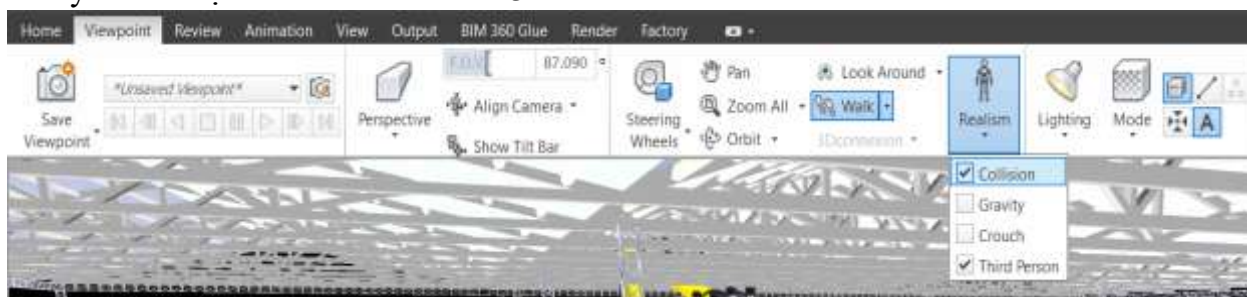 Home Viewpoint Review Animation View Output BIM 360 Glue Render Factory
*Unsaved Viewpoint*
Save
Viewpoint
Perspective
F.O.V. 87.090
Align Camera
Show Tilt Bar
Steering
Wheels
Pan
Zoom All
Orbit
Look Around
Walk
3Dconnexion
Realism
Lighting
Mode
A
Collision
Gravity
Crouch
Third Person